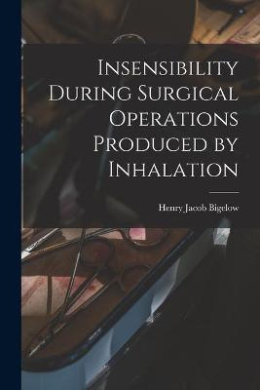 INSENSIBILITY
DURING SURGICAL
OPERATIONS
PRODUCED BY
INHALATION
Henry Jacob Bigelow